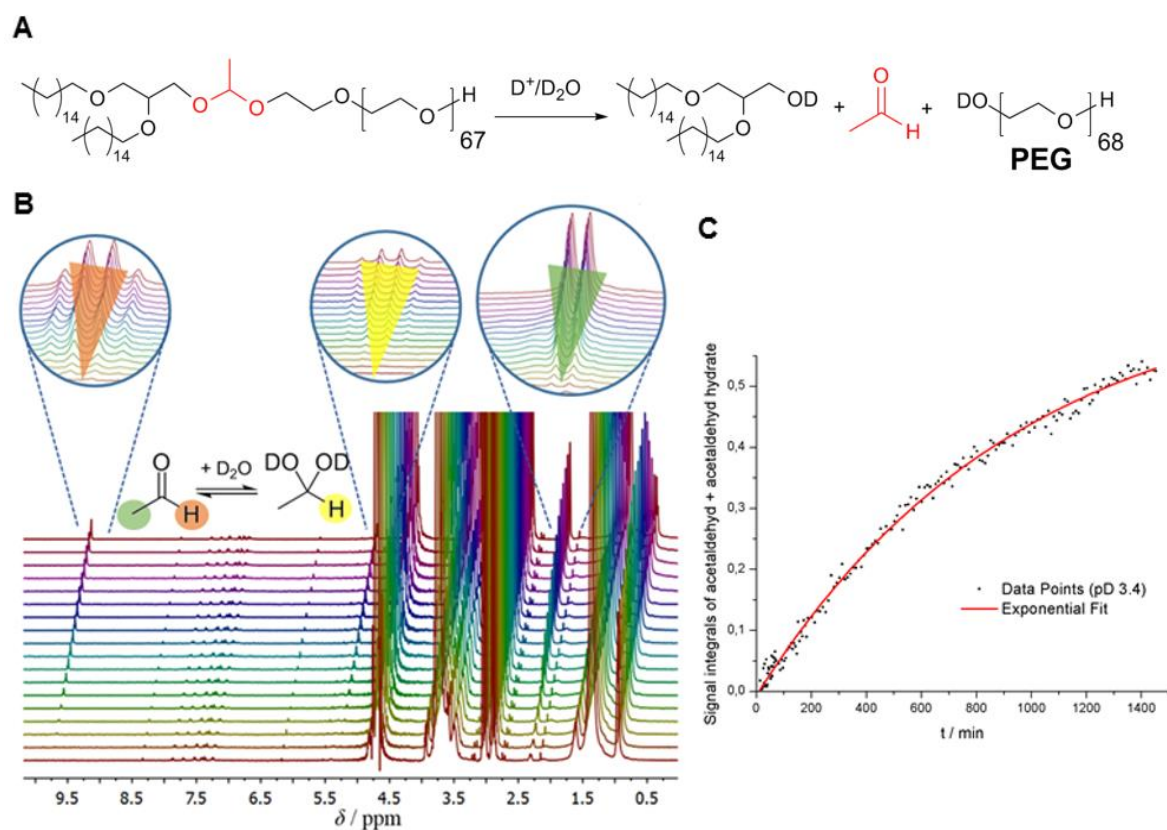 A
14
O
O
14
O
O
O
O
H
67
D+/D2O
14
O
O
14
OD
+
O
H
+
DO
O
H
68
PEG
B
O
H
+ D2O
DO OD
H
9.5 8.5 7.5 6.5 5.5 4.5 3.5 2.5 1.5 0.5
δ / ppm
C
Signal integrals of acetaldehyd + acetaldehyd hydrate
0,5
0,4
0,3
0,2
0,1
0,0
Data Points (pD 3.4)
Exponential Fit
0 200 400 600 800 1000 1200 1400
t / min